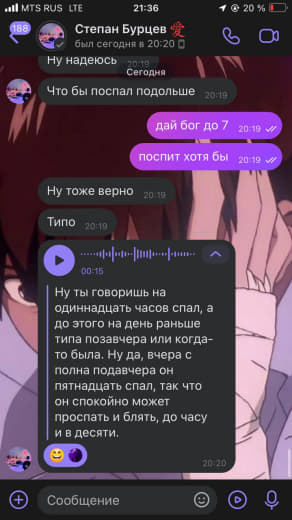 MTS RUS LTE
21:36
20 %
188
Степан Бурцев 愛
был сегодня в 20:20
Ну надеюсь 20:19
Сегодня
Что бы поспал подольше 20:19
дай бог до 7 20:19
поспит хотя бы 20:19
Ну тоже верно 20:19
Типо 20:19
00:15
Ну ты говоришь на
одиннадцать часов спал, а
до этого на день раньше
типа позавчера или когда-
то была. Ну да, вчера с
полна подавчера он
пятнадцать спал, так что
он спокойно может
проспать и блять, до часу
и в десяти.
20:20
Сообщение